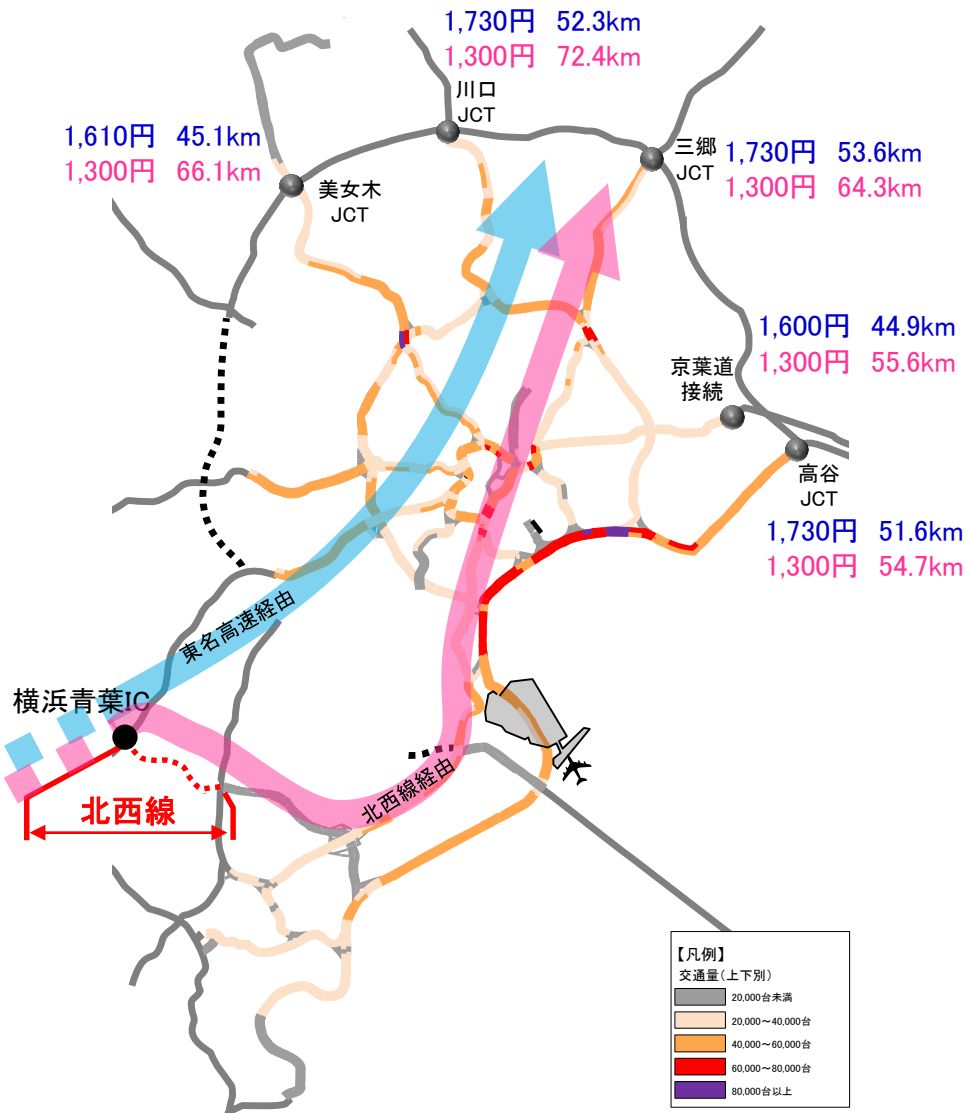 1,730円 52.3km
1,300円 72.4km
川口
JCT
1,610円 45.1km
1,300円 66.1km
美女木
JCT
三郷
JCT
1,730円 53.6km
1,300円 64.3km
1,600円 44.9km
1,300円 55.6km
京葉道
接続
高谷
JCT
1,730円 51.6km
1,300円 54.7km
東名高速経由
横浜青葉IC
北西線経由
北西線
【凡例】
交通量(上下別)
20,000台未満
20,000～40,000台
40,000～60,000台
60,000～80,000台
80,000台以上